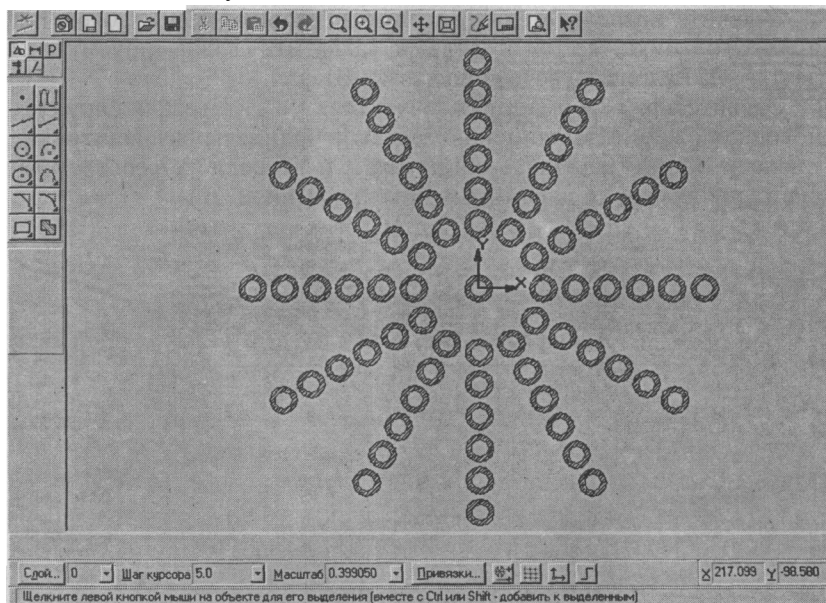 Y
X
Слой... 0 Шаг курсора 5.0 Масштаб 0.399050 Привязки... X 217.099 Y -98.580
Щелкните левой кнопкой мыши на объекте для его выделения (вместе с Ctrl или Shift - добавить к выделенным)